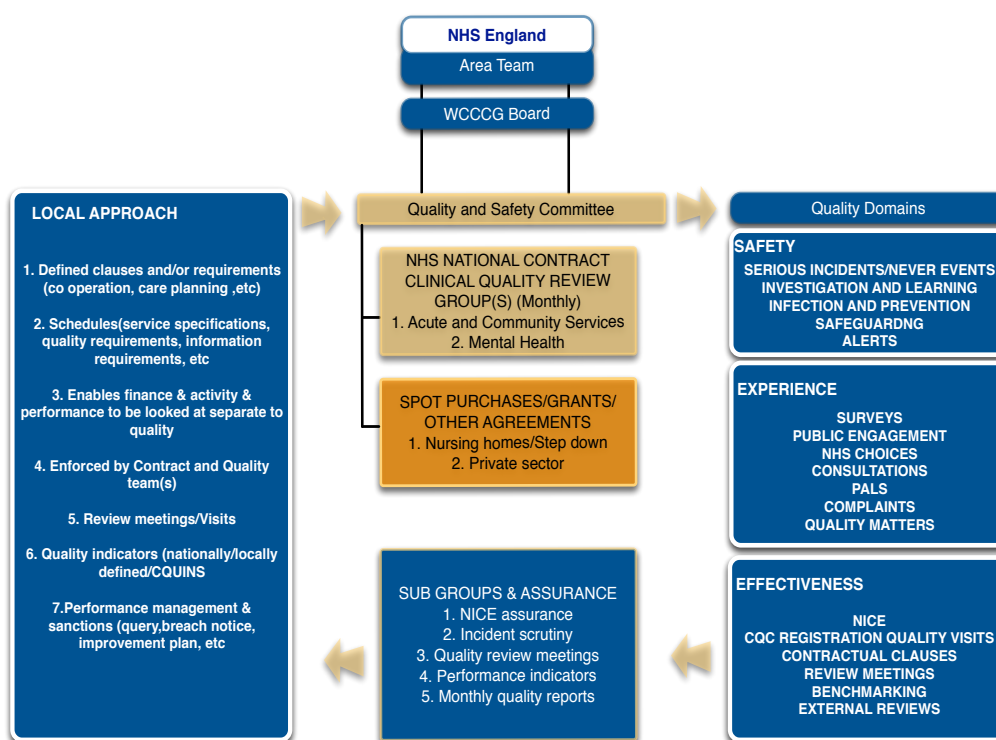 NHS England
Area Team
WCCCG Board
LOCAL APPROACH
1. Defined clauses and/or requirements
(co operation, care planning ,etc)
2. Schedules(service specifications,
quality requirements, information
requirements, etc
3. Enables finance & activity &
performance to be looked at separate to
quality
4. Enforced by Contract and Quality
team(s)
5. Review meetings/Visits
6. Quality indicators (nationally/locally
defined/CQUINS
7.Performance management &
sanctions (query,breach notice,
improvement plan, etc
Quality and Safety Committee
NHS NATIONAL CONTRACT
CLINICAL QUALITY REVIEW
GROUP(S) (Monthly)
1. Acute and Community Services
2. Mental Health
SPOT PURCHASES/GRANTS/
OTHER AGREEMENTS
1. Nursing homes/Step down
2. Private sector
SUB GROUPS & ASSURANCE
1. NICE assurance
2. Incident scrutiny
3. Quality review meetings
4. Performance indicators
5. Monthly quality reports
Quality Domains
SAFETY
SERIOUS INCIDENTS/NEVER EVENTS
INVESTIGATION AND LEARNING
INFECTION AND PREVENTION
SAFEGUARDNG
ALERTS
EXPERIENCE
SURVEYS
PUBLIC ENGAGEMENT
NHS CHOICES
CONSULTATIONS
PALS
COMPLAINTS
QUALITY MATTERS
EFFECTIVENESS
NICE
CQC REGISTRATION QUALITY VISITS
CONTRACTUAL CLAUSES
REVIEW MEETINGS
BENCHMARKING
EXTERNAL REVIEWS